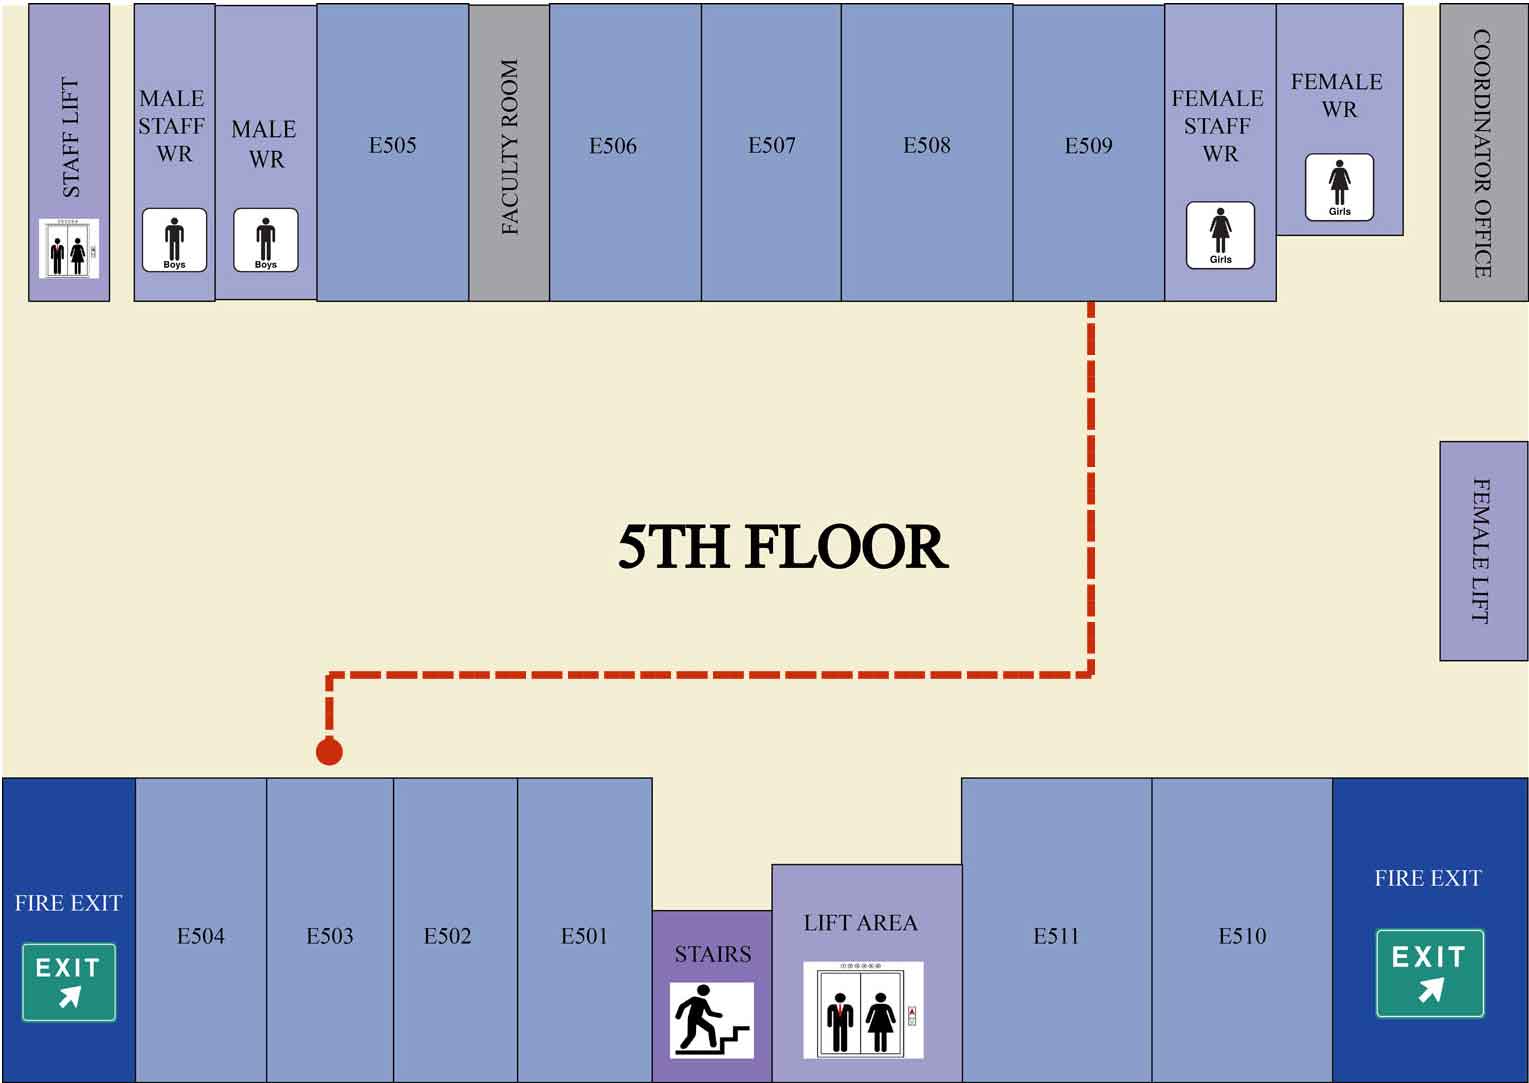 STAFF LIFT
MALE
STAFF
WR
Boys
MALE
WR
Boys
E505
FACULTY ROOM
E506
E507
E508
E509
FEMALE
STAFF
WR
Girls
FEMALE
WR
Girls
COORDINATOR OFFICE
5TH FLOOR
FEMALE LIFT
FIRE EXIT
EXIT
E504
E503
E502
E501
STAIRS
LIFT AREA
E511
E510
FIRE EXIT
EXIT